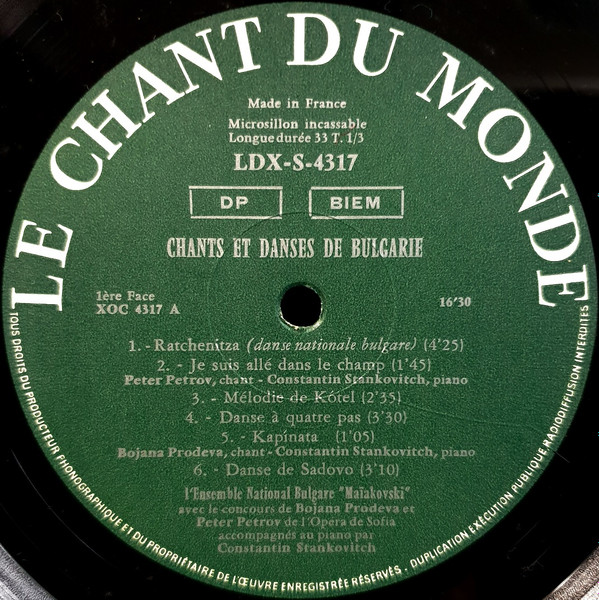 LE CHANT DU MONDE
Made in France
Microsillon incassable
Longue durée 33 T. 1/3
LDX-S-4317
DP BIEM
CHANTS ET DANSES DE BULGARIE
1ère Face
XOC 4317 A
16'30
1. - Ratchenitza (danse nationale bulgare) (4'25)
2. - Je suis allé dans le champ (1'45)
Peter Petrov, chant - Constantin Stankovitch, piano
3. - Mélodie de Kótel (2'35)
4. - Danse à quatre pas (3'30)
5. - Kapinata (1'05)
Bojana Prodeva, chant - Constantin Stankovitch, piano
6. - Danse de Sadovo (3'10)
l'Ensemble National Bulgare "Maïakovski"
avec le concours de Bojana Prodeva et
Peter Petrov de l'Opéra de Sofia
accompagnés au piano par
Constantin Stankovitch
TOUS DROITS DU PRODUCTEUR PHONOGRAPHIQUE ET DU PROPRIÉTAIRE DE L'ŒUVRE ENREGISTRÉE RÉSERVÉS. DUPLICATION EXÉCUTION PUBLIQUE RADIODIFFUSION INTERDITES